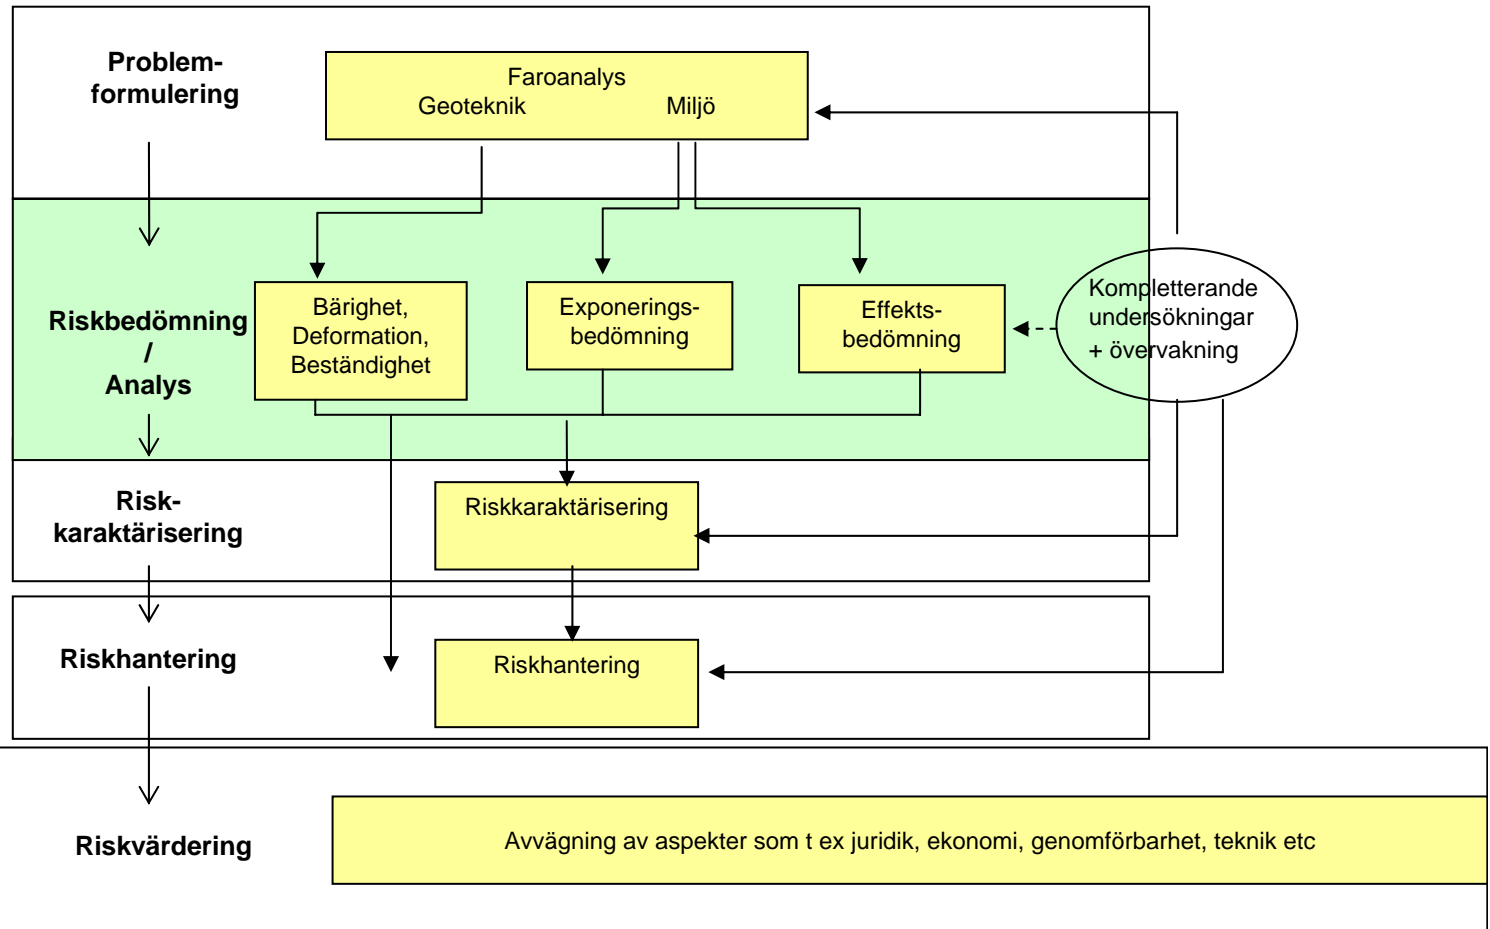 Problem-
formulering
Faroanalys
Geoteknik Miljö
Riskbedömning
/
Analys
Bärighet,
Deformation,
Beständighet
Exponerings-
bedömning
Effekts-
bedömning
Kompletterande
undersökningar
+ övervakning
Risk-
karaktärisering
Riskkaraktärisering
Riskhantering
Riskhantering
Riskvärdering
Avvägning av aspekter som t ex juridik, ekonomi, genomförbarhet, teknik etc